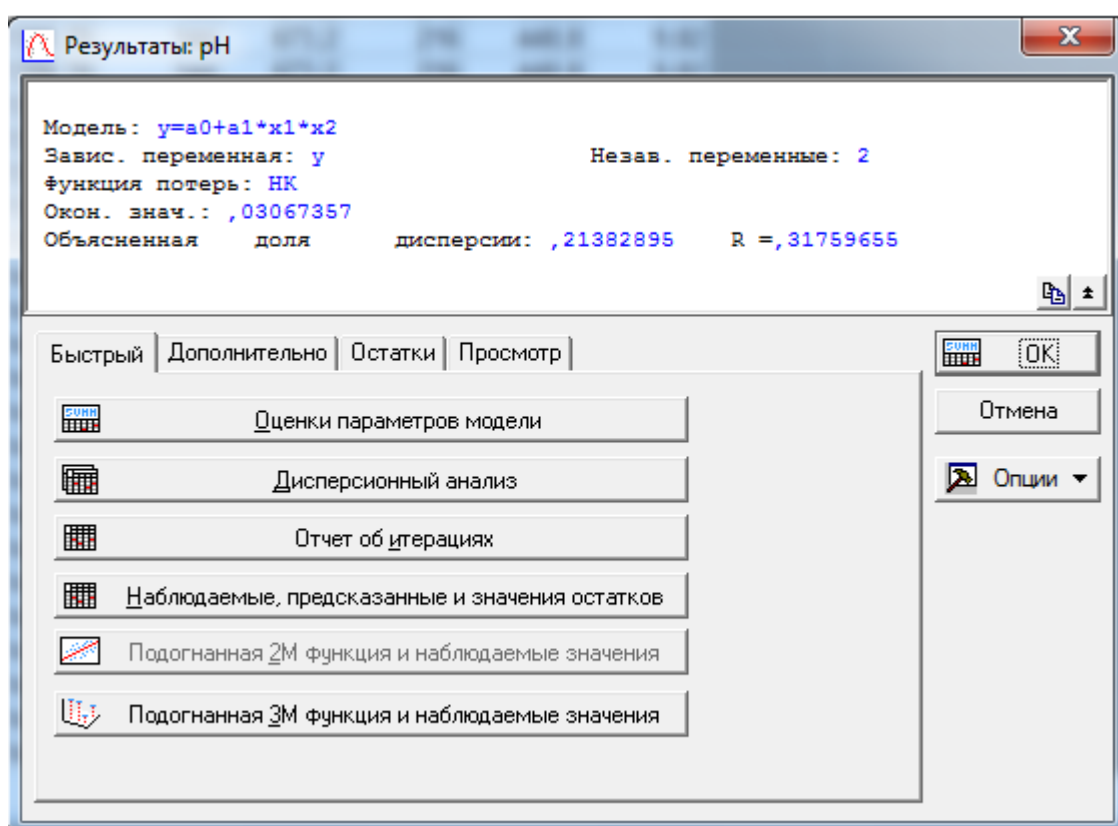 Результаты: pH
Модель: y=a0+a1*x1*x2
Завис. переменная: y Незав. переменные: 2
Функция потерь: НК
Окон. знач.: ,03067357
Объясненная доля дисперсии: ,21382895 R =,31759655
Быстрый Дополнительно Остатки Просмотр
SUMM OK
SUMM Оценки параметров модели
Отмена
Дисперсионный анализ
Опции
Отчет об итерациях
Наблюдаемые, предсказанные и значения остатков
Подогнанная 2М функция и наблюдаемые значения
Подогнанная 3М функция и наблюдаемые значения